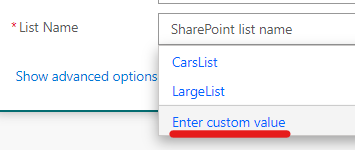 * List Name
SharePoint list name
CarsList
Show advanced options
LargeList
Enter custom value